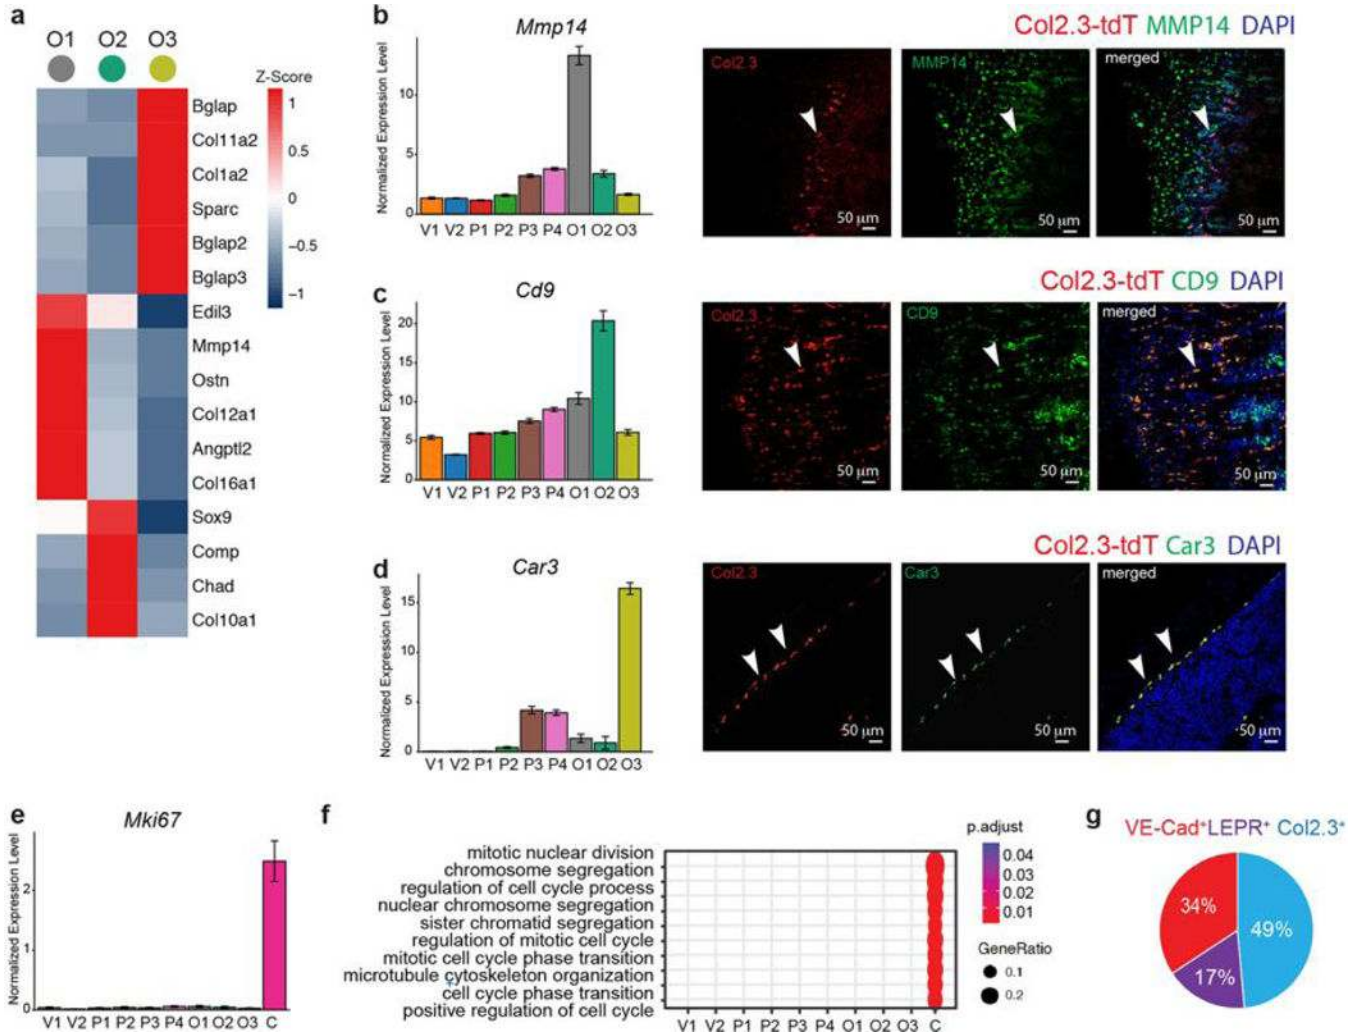 a
O1 O2 O3
Z-Score
1
0.5
0
−0.5
−1
Bglap
Col11a2
Col1a2
Sparc
Bglap2
Bglap3
Edil3
Mmp14
Ostn
Col12a1
Angptl2
Col16a1
Sox9
Comp
Chad
Col10a1
b
Mmp14
Normalized Expression Level
10
5
0
V1 V2 P1 P2 P3 P4 O1 O2 O3
Col2.3-tdT MMP14 DAPI
Col2.3
50 µm
MMP14
50 µm
merged
50 µm
c
Cd9
Normalized Expression Level
20
15
10
5
0
V1 V2 P1 P2 P3 P4 O1 O2 O3
Col2.3-tdT CD9 DAPI
Col2.3
50 µm
CD9
50 µm
merged
50 µm
d
Car3
Normalized Expression Level
15
10
5
0
V1 V2 P1 P2 P3 P4 O1 O2 O3
Col2.3-tdT Car3 DAPI
Col2.3
50 µm
Car3
50 µm
merged
50 µm
e
Mki67
Normalized Expression Level
2
1
0
V1 V2 P1 P2 P3 P4 O1 O2 O3 C
f
mitotic nuclear division
chromosome segregation
regulation of cell cycle process
nuclear chromosome segregation
sister chromatid segregation
regulation of mitotic cell cycle
mitotic cell cycle phase transition
microtubule cytoskeleton organization
cell cycle phase transition
positive regulation of cell cycle
V1 V2 P1 P2 P3 P4 O1 O2 O3 C
p.adjust
0.04
0.03
0.02
0.01
GeneRatio
0.1
0.2
g
VE-Cad⁺ LEPR⁺ Col2.3⁺
34%
49%
17%